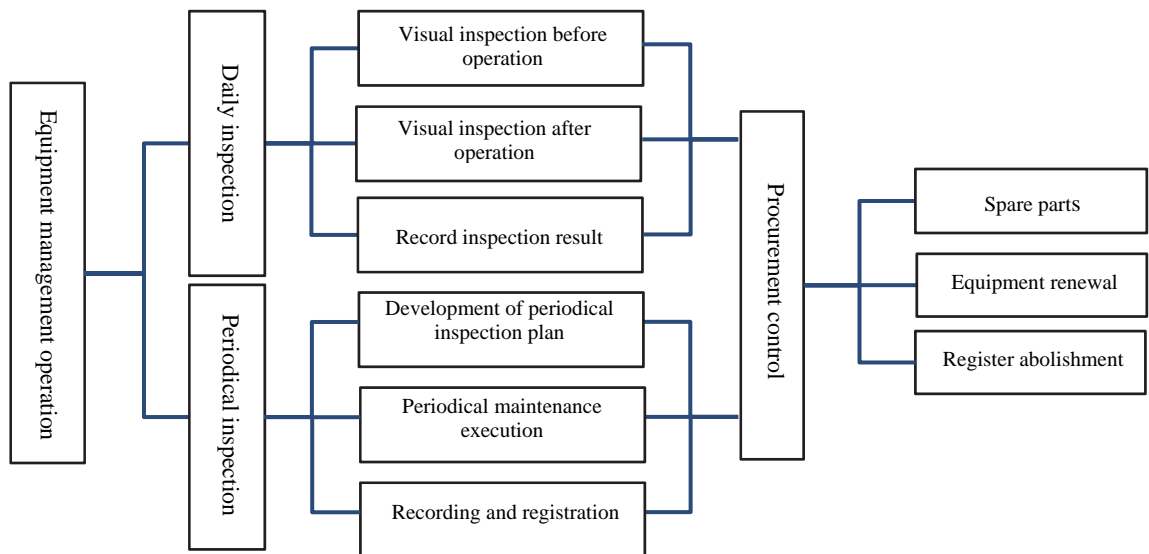 Equipment management operation
Daily inspection
Periodical inspection
Visual inspection before
operation
Visual inspection after
operation
Record inspection result
Development of periodical
inspection plan
Periodical maintenance
execution
Recording and registration
Procurement control
Spare parts
Equipment renewal
Register abolishment